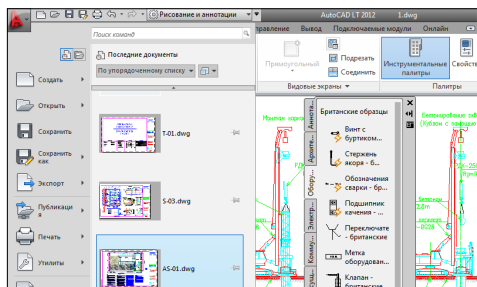 Рисование и аннотации
AutoCAD LT 2012
1.dwg
Поиск команд
правление
Вывод
Подключаемые модули
Онлайн
Последние документы
По упорядоченному списку
Прямоугольный
Подрезать
Соединить
Инструментальные
палитры
Свойств
Видовые экраны
Палитры
Создать
Открыть
Сохранить
Сохранить
как
Экспорт
Публикаци
я
Печать
Утилиты
T-01.dwg
S-03.dwg
AS-01.dwg
Аннота...
Архите...
Обору...
Электр...
Комму...
Британские образцы
Винт с
буртиком...
Стержень
якоря - б...
Обозначения
сварки - бр...
Подшипник
качения - ...
Переключате
- британские
Метка
оборудован...
Клапан -
британские